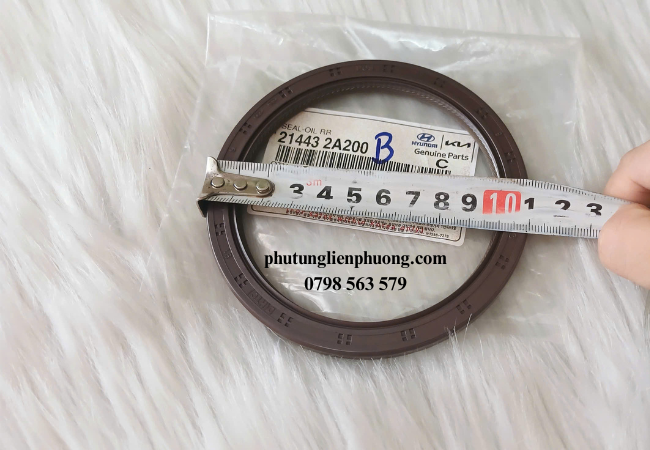 SEAL-OIL RR
21443 2A200 B
HYUNDAI KIA
Genuine Parts
C
3 4 5 6 7 8 9 10 1 2 3
phutunglienphuong.com
0798 563 579